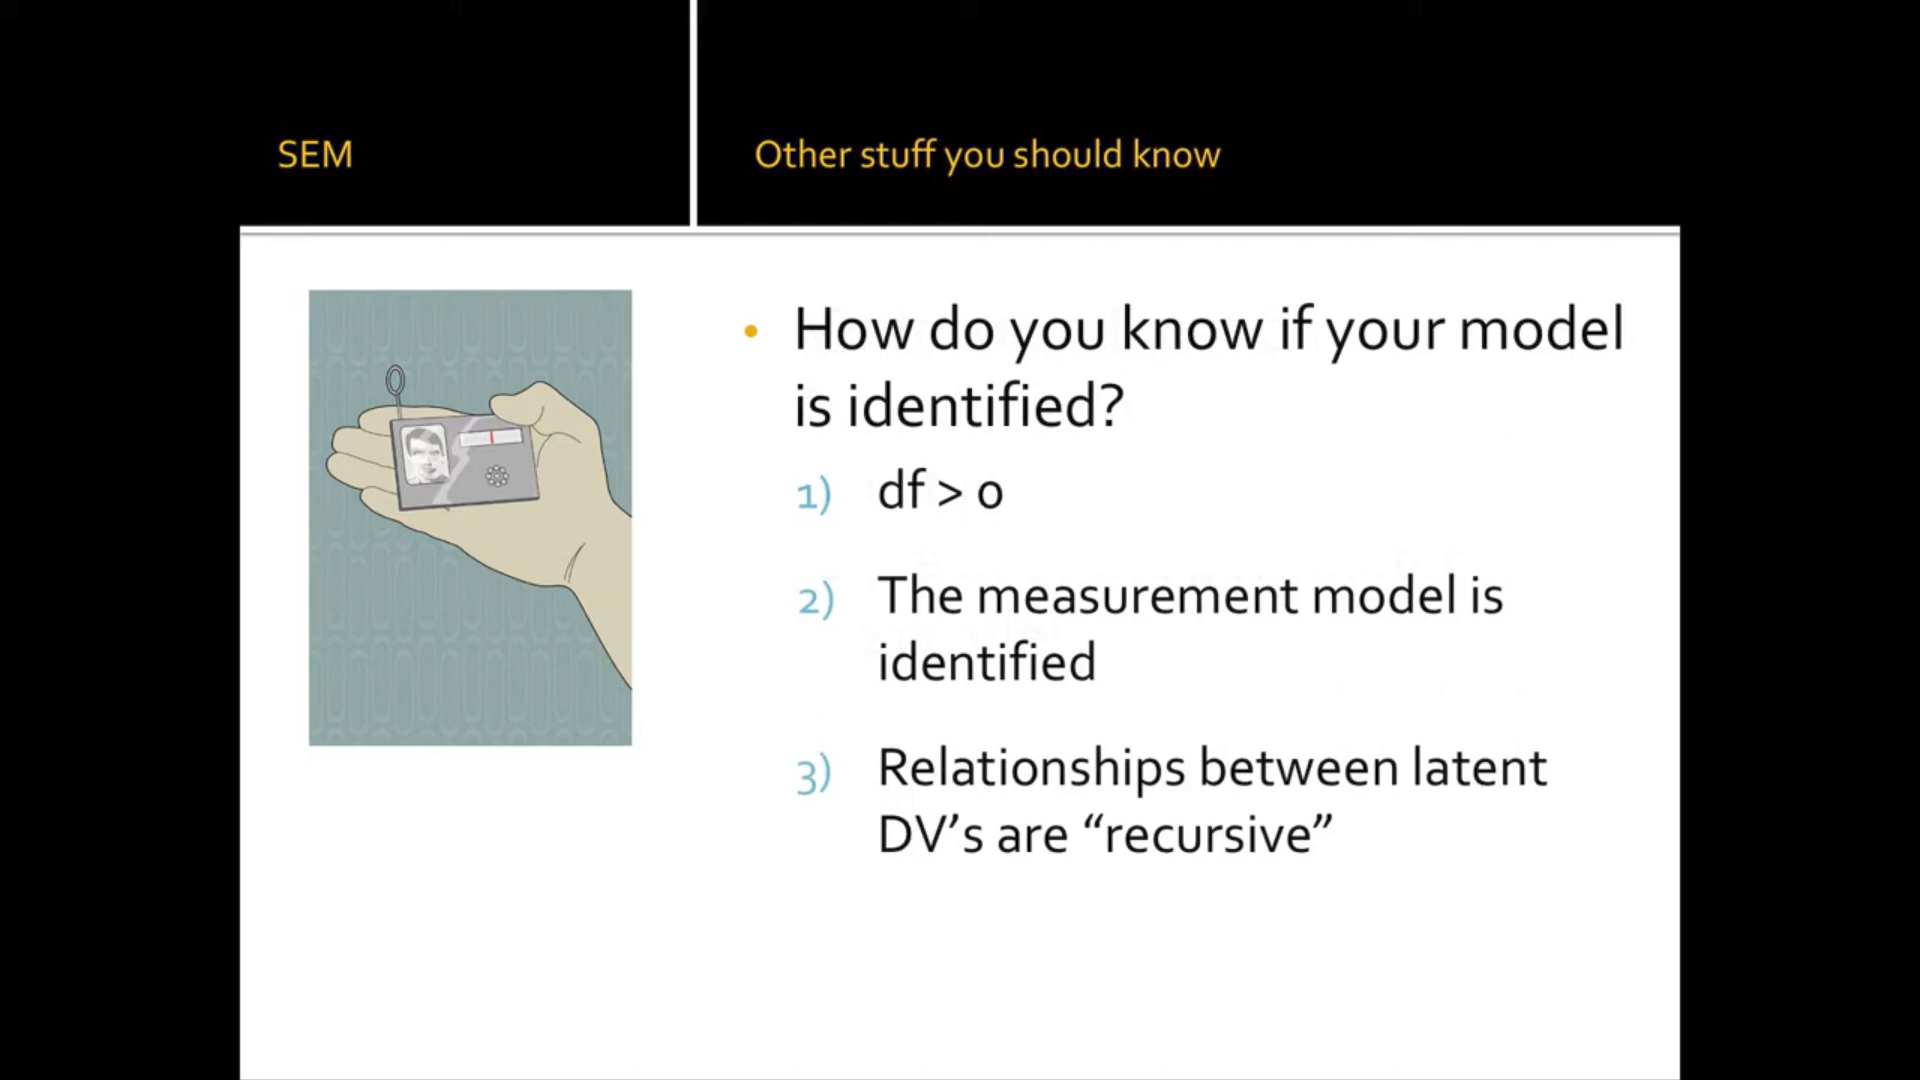 SEM
Other stuff you should know
• How do you know if your model
is identified?
1) df > 0
2) The measurement model is
identified
3) Relationships between latent
DV’s are “recursive”